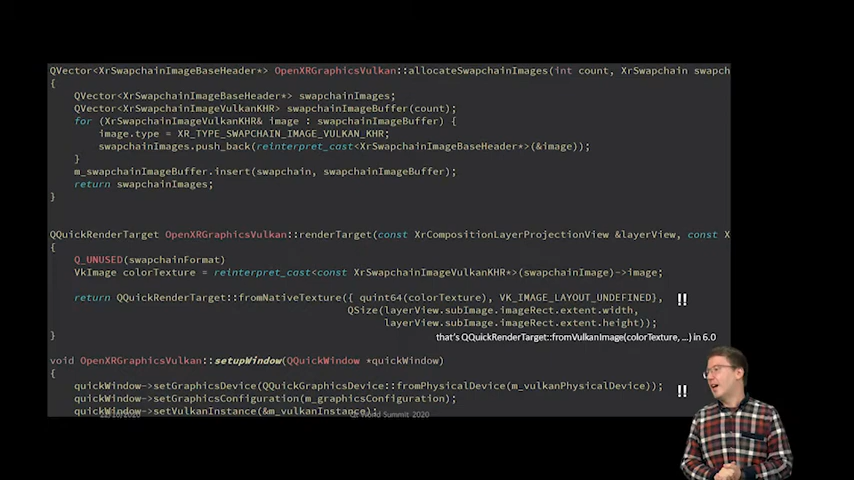 QVector<XrSwapchainImageBaseHeader*> OpenXRGraphicsVulkan::allocateSwapchainImages(int count, XrSwapchain swapch
{
QVector<XrSwapchainImageBaseHeader*> swapchainImages;
QVector<XrSwapchainImageVulkanKHR> swapchainImageBuffer(count);
for (XrSwapchainImageVulkanKHR& image : swapchainImageBuffer) {
image.type = XR_TYPE_SWAPCHAIN_IMAGE_VULKAN_KHR;
swapchainImages.push_back(reinterpret_cast<XrSwapchainImageBaseHeader*>(&image));
}
m_swapchainImageBuffer.insert(swapchain, swapchainImageBuffer);
return swapchainImages;
}
QQuickRenderTarget OpenXRGraphicsVulkan::renderTarget(const XrCompositionLayerProjectionView &layerView, const X
{
Q_UNUSED(swapchainFormat)
VkImage colorTexture = reinterpret_cast<const XrSwapchainImageVulkanKHR*>(swapchainImage)->image;
return QQuickRenderTarget::fromNativeTexture({ quint64(colorTexture), VK_IMAGE_LAYOUT_UNDEFINED}, !!
QSize(layerView.subImage.imageRect.extent.width,
layerView.subImage.imageRect.extent.height));
that's QQuickRenderTarget::fromVulkanImage(colorTexture, ...) in 6.0
}
void OpenXRGraphicsVulkan::setupWindow(QQuickWindow *quickWindow)
{
quickWindow->setGraphicsDevice(QQuickGraphicsDevice::fromPhysicalDevice(m_vulkanPhysicalDevice)); !!
quickWindow->setGraphicsConfiguration(m_graphicsConfiguration);
quickWindow->setVulkanInstance(&m_vulkanInstance);
World Summit 2020